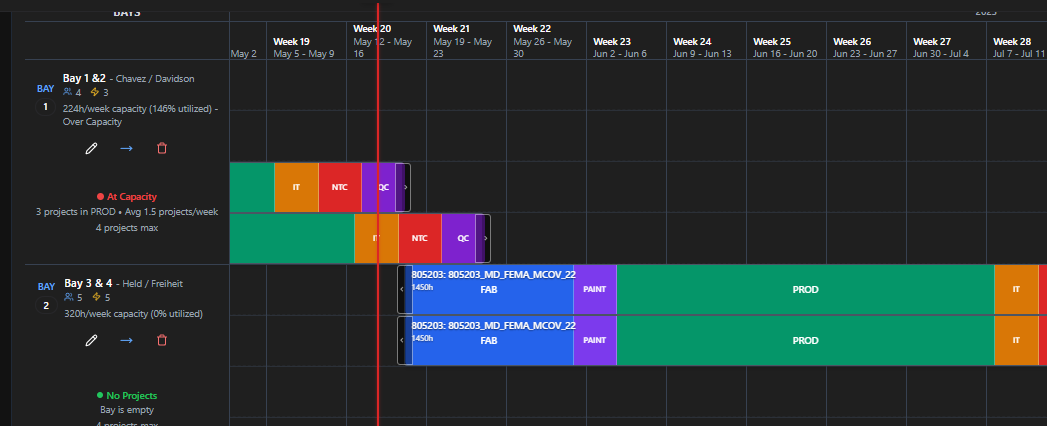 BAYS
2025
May 2
Week 19
May 5 - May 9
Week 20
May 12 - May
16
Week 21
May 19 - May
23
Week 22
May 26 - May
30
Week 23
Jun 2 - Jun 6
Week 24
Jun 9 - Jun 13
Week 25
Jun 16 - Jun 20
Week 26
Jun 23 - Jun 27
Week 27
Jun 30 - Jul 4
Week 28
Jul 7 - Jul 11
BAY
1
Bay 1 &2 - Chavez / Davidson
4 3
224h/week capacity (146% utilized) -
Over Capacity
At Capacity
3 projects in PROD • Avg 1.5 projects/week
4 projects max
IT
NTC
QC
IT
NTC
QC
BAY
2
Bay 3 & 4 - Held / Freiheit
5 5
320h/week capacity (0% utilized)
No Projects
Bay is empty
4 projects max
805203: 805203_MD_FEMA_MCOV_22
1450h
FAB
PAINT
PROD
IT
805203: 805203_MD_FEMA_MCOV_22
1450h
FAB
PAINT
PROD
IT